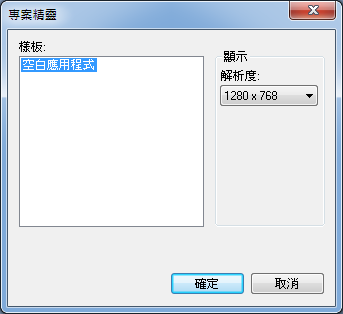 專案精靈
樣板:
空白應用程式
顯示
解析度:
1280 x 768
確定
取消